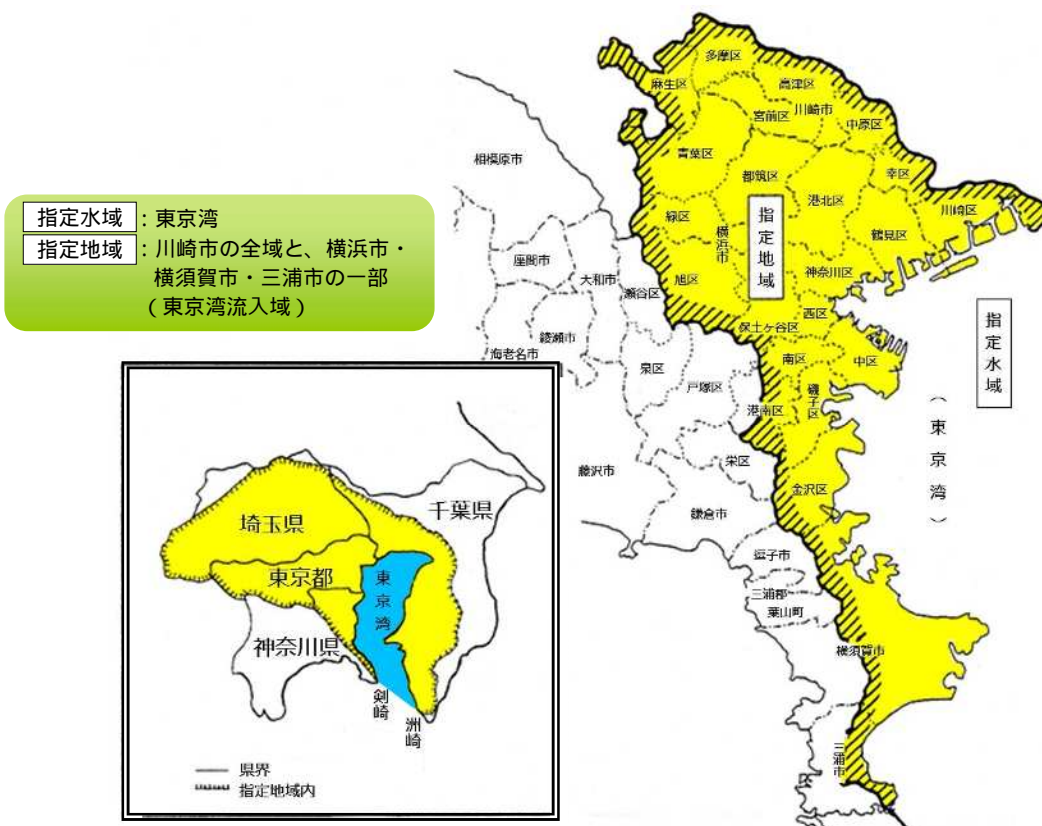 指定水域：東京湾
指定地域：川崎市の全域と、横浜市・
横須賀市・三浦市の一部
（東京湾流入域）
多摩区
麻生区
高津区
川崎市
宮前区
中原区
相模原市
青葉区
都筑区
幸区
港北区
川崎区
緑区
横浜市
指定地域
鶴見区
座間市
大和市
瀬谷区
旭区
神奈川区
西区
指定水域
綾瀬市
海老名市
保土ヶ谷区
泉区
南区
中区
戸塚区
港南区
磯子区
（東京湾）
藤沢市
栄区
金沢区
鎌倉市
逗子市
三浦郡
葉山町
横須賀市
三浦市
千葉県
埼玉県
東京都
東京湾
神奈川県
剣崎
洲崎
県界
指定地域内